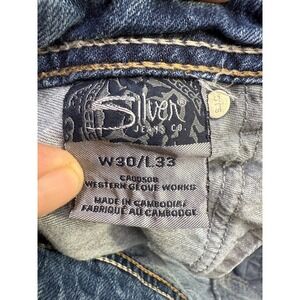 Silver
JEANS CO.
W30/L33
CA00508
WESTERN GLOVE WORKS
MADE IN CAMBODIA
FABRIQUÉ AU CAMBODGE